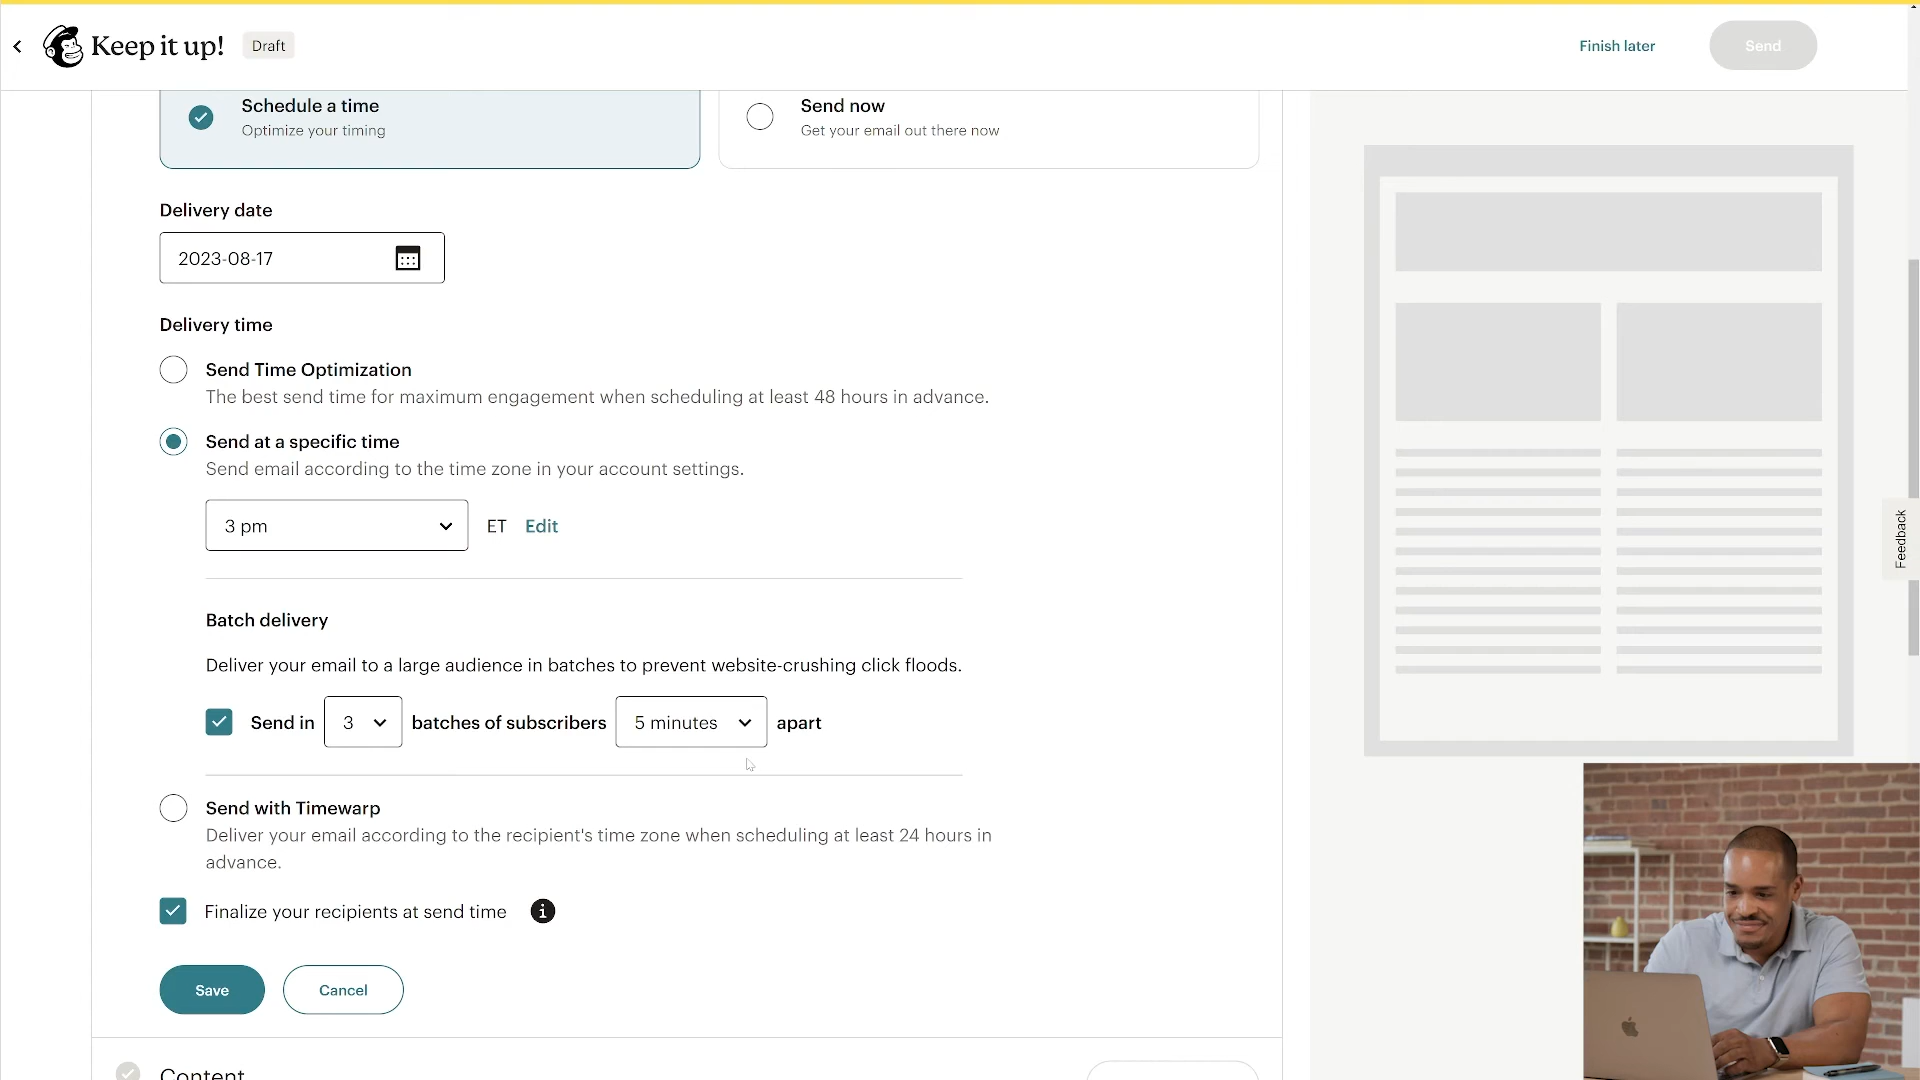 Keep it up!
Draft
Finish later
Send
Schedule a time
Optimize your timing
Send now
Get your email out there now
Delivery date
2023-08-17
Delivery time
Send Time Optimization
The best send time for maximum engagement when scheduling at least 48 hours in advance.
Send at a specific time
Send email according to the time zone in your account settings.
3 pm
ET Edit
Batch delivery
Deliver your email to a large audience in batches to prevent website-crushing click floods.
Send in 3 batches of subscribers 5 minutes apart
Send with Timewarp
Deliver your email according to the recipient's time zone when scheduling at least 24 hours in
advance.
Finalize your recipients at send time
Save
Cancel
Content
Feedback